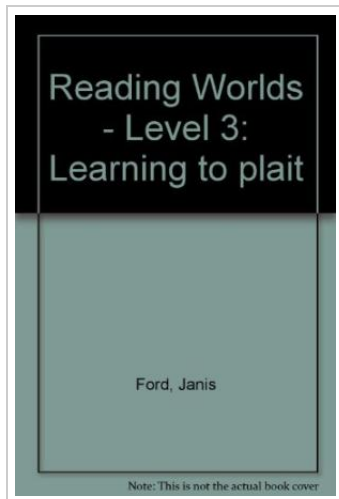 Reading Worlds
- Level 3:
Learning to plait
Ford, Janis
Note: This is not the actual book cover